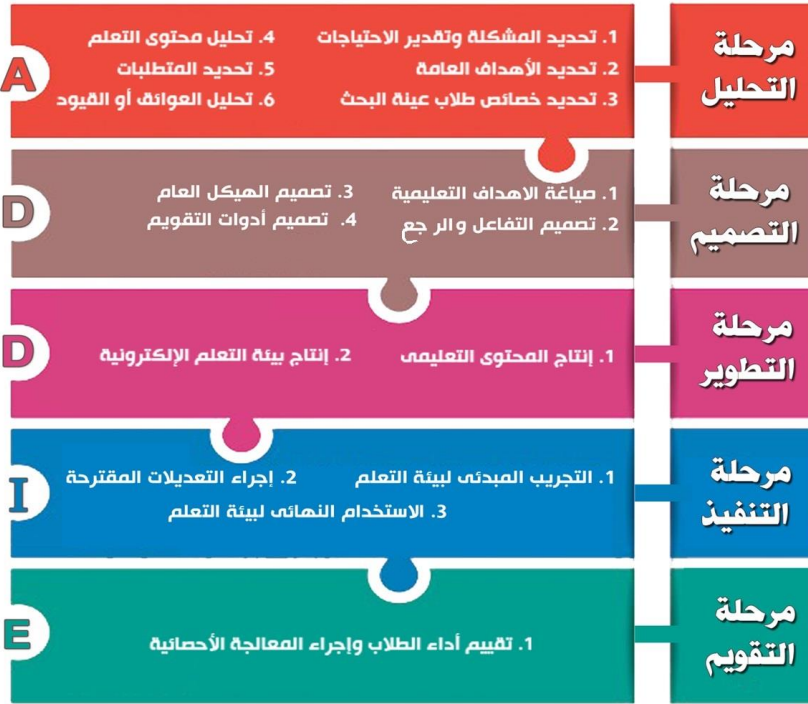 مرحلة
التحليل
1. تحديد المشكلة وتقدير الاحتياجات
2. تحديد الأهداف العامة
3. تحديد خصائص طلاب عينة البحث
4. تحليل محتوى التعلم
5. تحديد المتطلبات
6. تحليل العوائق أو القيود
A
مرحلة
التصميم
1. صياغة الاهداف التعليمية
2. تصميم التفاعل والرجع
3. تصميم الهيكل العام
4. تصميم أدوات التقويم
D
مرحلة
التطوير
1. إنتاج المحتوى التعليمى
2. إنتاج بيئة التعلم الإلكترونية
D
مرحلة
التنفيذ
1. التجريب المبدئى لبيئة التعلم
2. إجراء التعديلات المقترحة
3. الاستخدام النهائى لبيئة التعلم
I
مرحلة
التقويم
1. تقييم أداء الطلاب وإجراء المعالجة الأحصائية
E